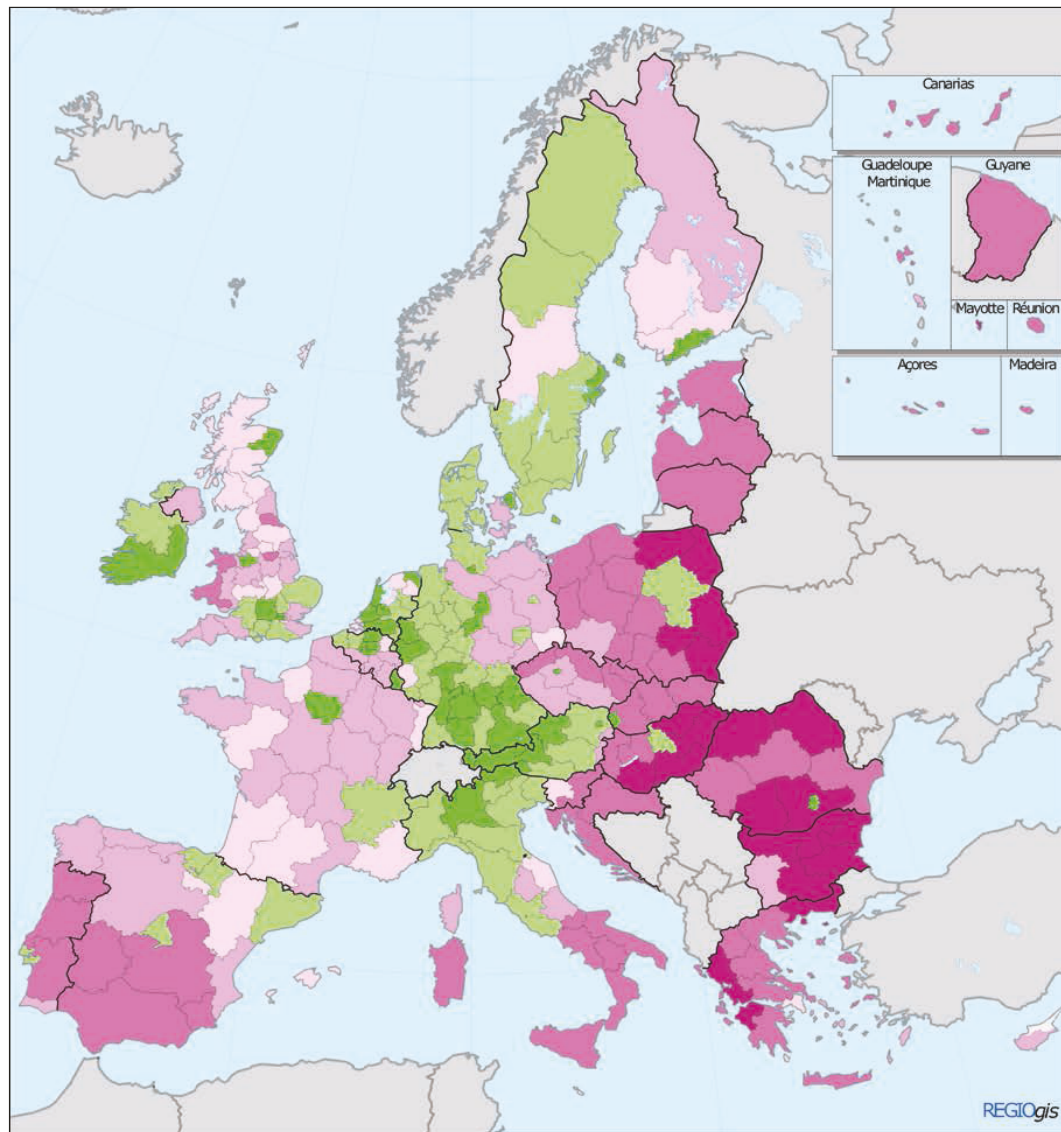 Canarias
Guadeloupe
Martinique
Guyane
Mayotte
Réunion
Açores
Madeira
REGIOgis